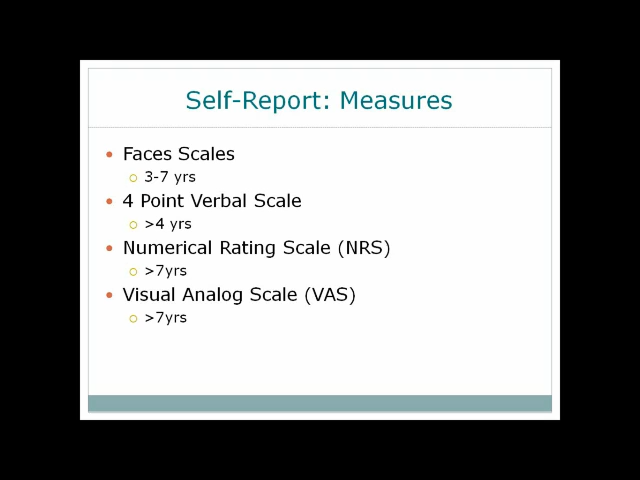 Self-Report: Measures
Faces Scales
3-7 yrs
4 Point Verbal Scale
>4 yrs
Numerical Rating Scale (NRS)
>7yrs
Visual Analog Scale (VAS)
>7yrs